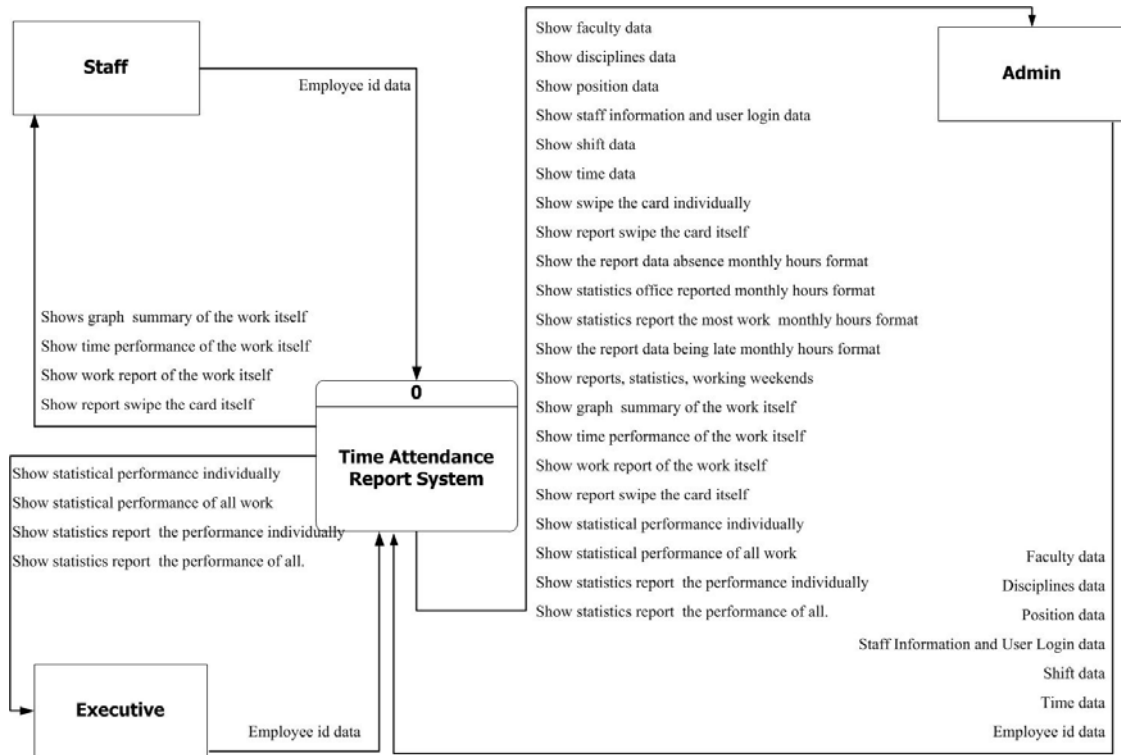 Staff
Employee id data
Shows graph summary of the work itself
Show time performance of the work itself
Show work report of the work itself
Show report swipe the card itself
0
Time Attendance
Report System
Show statistical performance individually
Show statistical performance of all work
Show statistics report the performance individually
Show statistics report the performance of all.
Executive
Employee id data
Show faculty data
Show disciplines data
Show position data
Show staff information and user login data
Show shift data
Show time data
Show swipe the card individually
Show report swipe the card itself
Show the report data absence monthly hours format
Show statistics office reported monthly hours format
Show statistics report the most work monthly hours format
Show the report data being late monthly hours format
Show reports, statistics, working weekends
Show graph summary of the work itself
Show time performance of the work itself
Show work report of the work itself
Show report swipe the card itself
Show statistical performance individually
Show statistical performance of all work
Show statistics report the performance individually
Show statistics report the performance of all.
Admin
Faculty data
Disciplines data
Position data
Staff Information and User Login data
Shift data
Time data
Employee id data